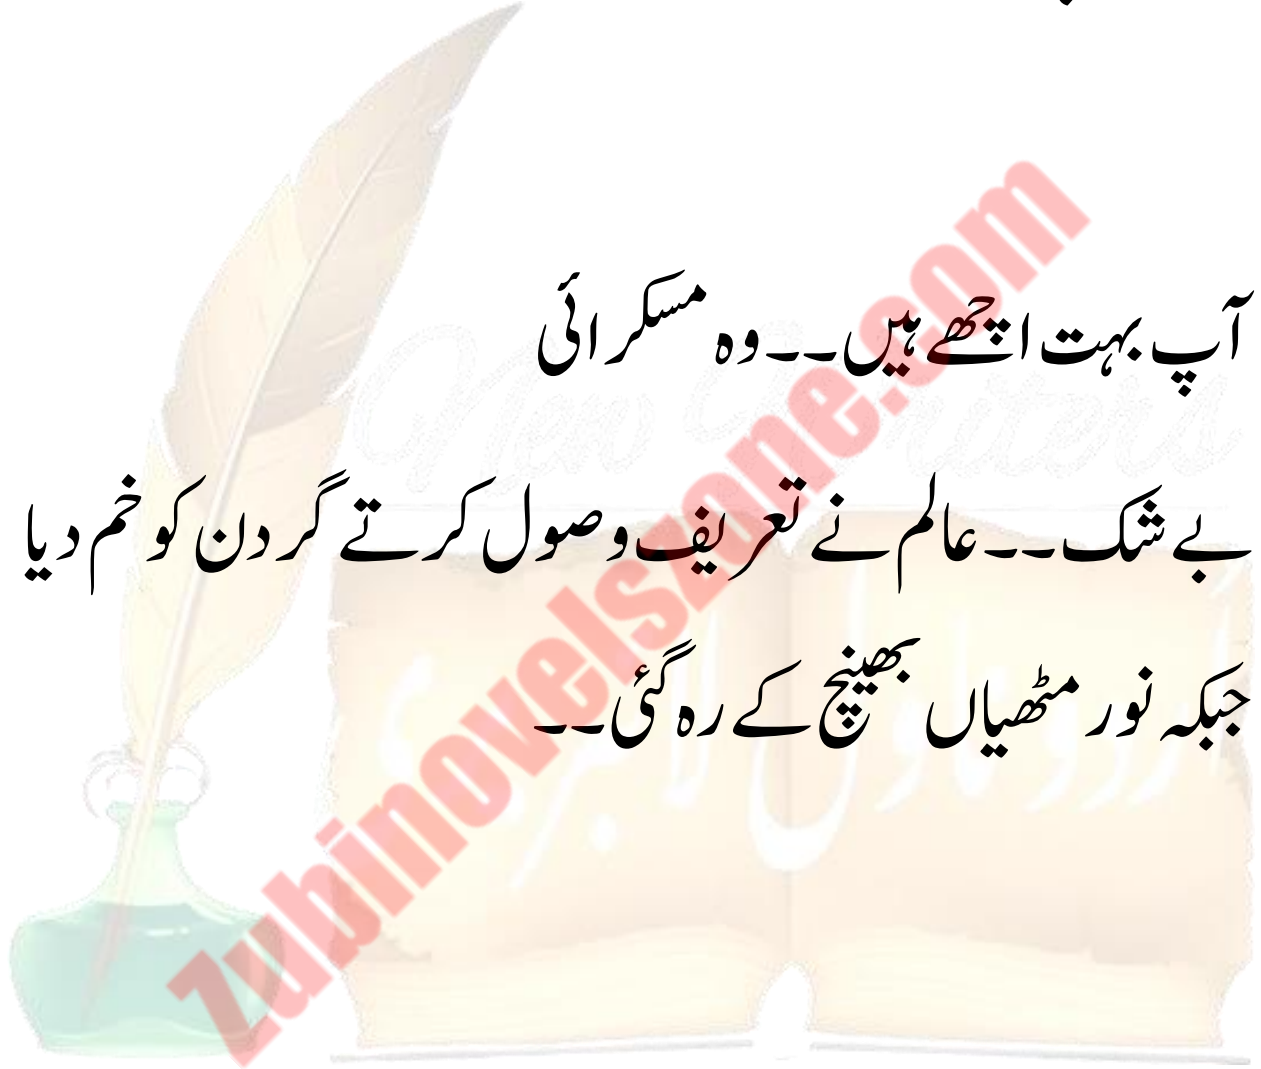 آپ بہت اچھے ہیں۔۔وہ مسکرائی
بے شک۔۔عالم نے تعریف وصول کرتے گردن کو خم دیا
جبکہ نور مٹھیاں بھینچ کے رہ گئی۔۔
Zubinovelszone.com